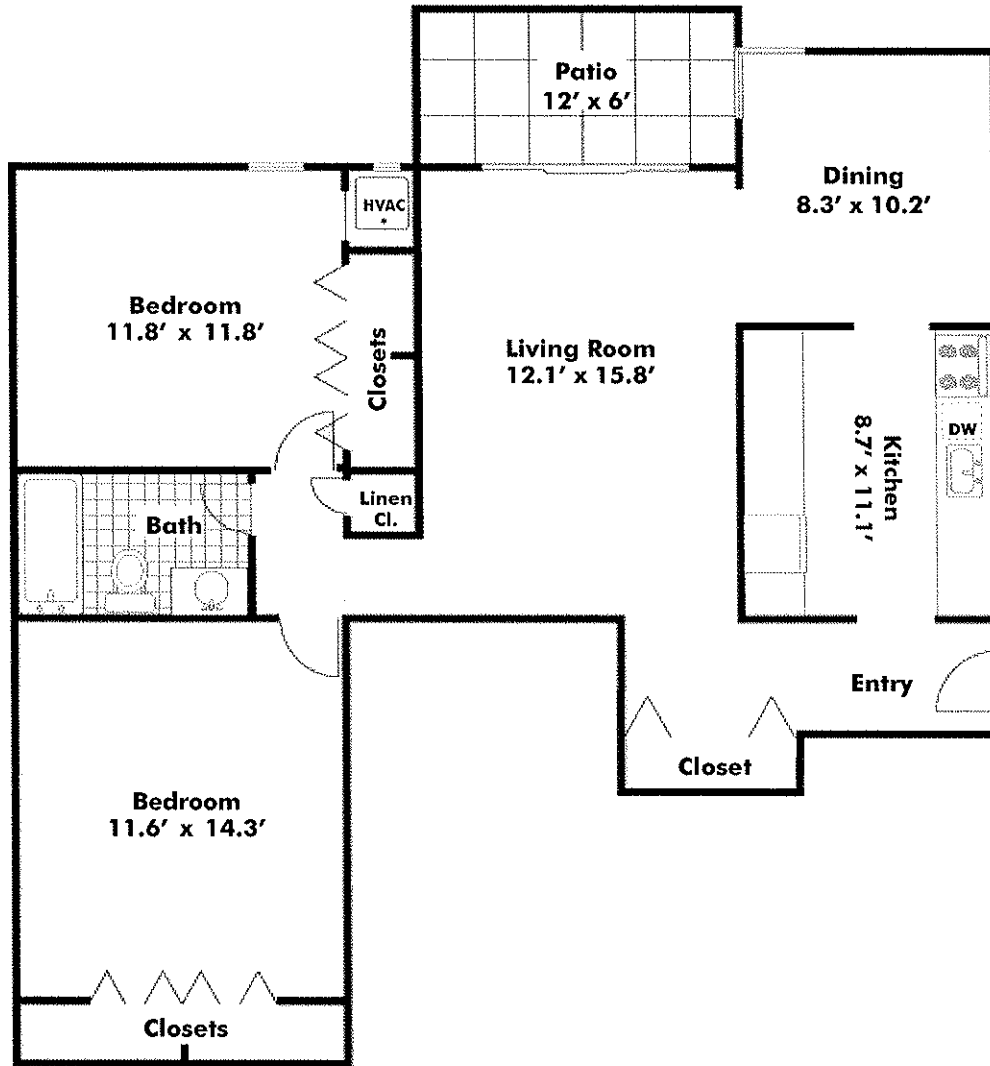 Patio
12’ x 6’
Dining
8.3’ x 10.2’
HVAC
*
Bedroom
11.8’ x 11.8’
Closets
Living Room
12.1’ x 15.8’
Kitchen
8.7’ x 11.1’
DW
Linen
Cl.
Bath
Entry
Closet
Bedroom
11.6’ x 14.3’
Closets